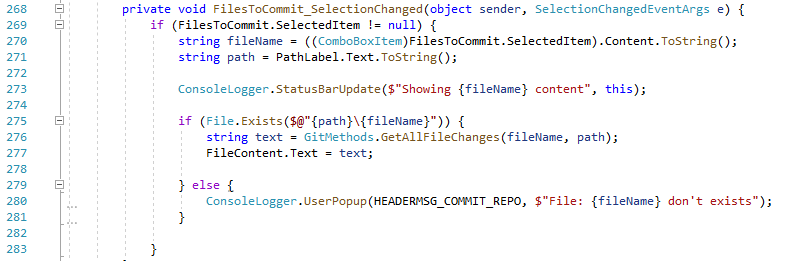 268 private void FilesToCommit_SelectionChanged(object sender, SelectionChangedEventArgs e) {
269 if (FilesToCommit.SelectedItem != null) {
270 string fileName = ((ComboBoxItem)FilesToCommit.SelectedItem).Content.ToString();
271 string path = PathLabel.Text.ToString();
272
273 ConsoleLogger.StatusBarUpdate($"Showing {fileName} content", this);
274
275 if (File.Exists($@"{path}\{fileName}")) {
276 string text = GitMethods.GetAllFileChanges(fileName, path);
277 FileContent.Text = text;
278
279 } else {
280 ConsoleLogger.UserPopup(HEADERMSG_COMMIT_REPO, $"File: {fileName} don't exists");
281 }
282
283 }